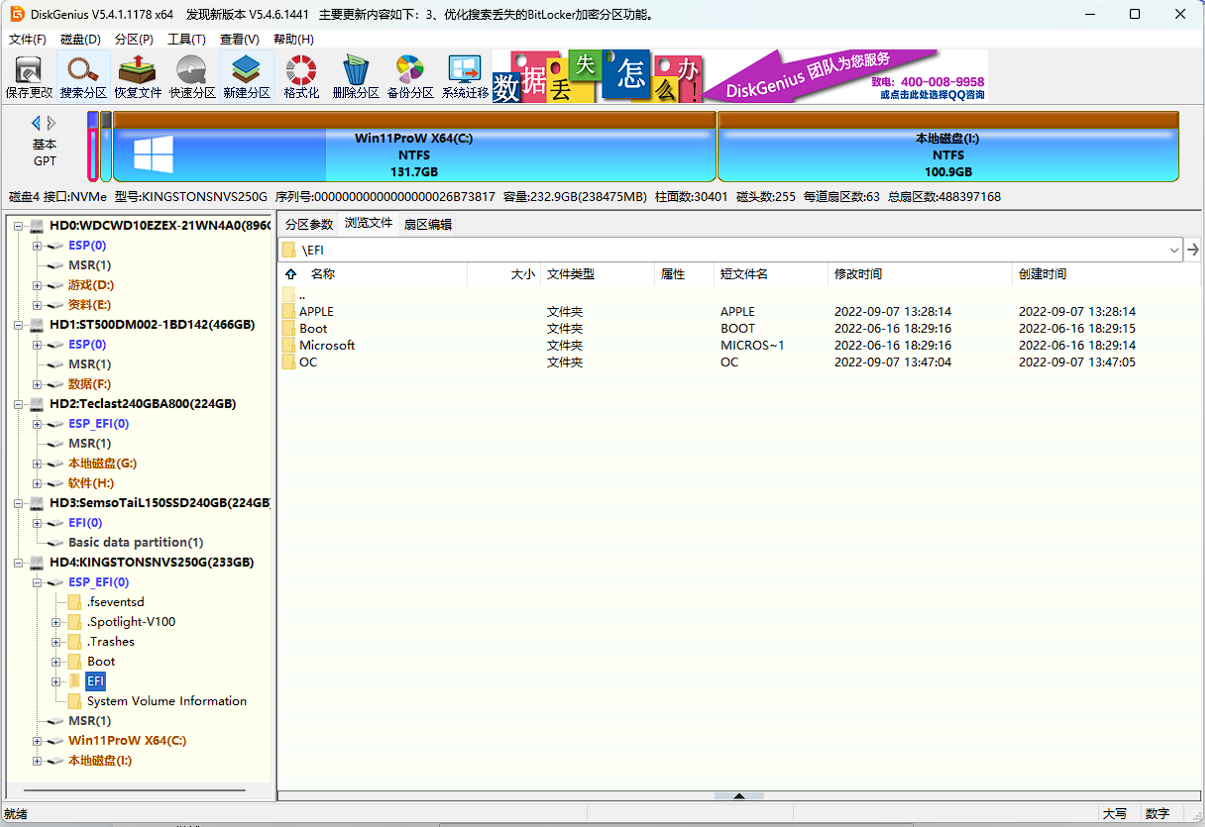 DiskGenius V5.4.1.1178 x64 发现新版本 V5.4.6.1441 主要更新内容如下：3、优化搜索丢失的BitLocker加密分区功能。
文件(F) 磁盘(D) 分区(P) 工具(T) 查看(V) 帮助(H)
保存更改 搜索分区 恢复文件 快速分区 新建分区 格式化 删除分区 备份分区 系统迁移
数据丢失怎么办！
DiskGenius 团队为您服务
致电：400-008-9958
或点击此处选择QQ咨询
基本
GPT
Win11ProW X64(C:)
NTFS
131.7GB
本地磁盘(I:)
NTFS
100.9GB
磁盘4 接口:NVMe 型号:KINGSTONSNVS250G 序列号:00000000000000000026B73817 容量:232.9GB(238475MB) 柱面数:30401 磁头数:255 每道扇区数:63 总扇区数:488397168
HD0:WDCWD10EZEX-21WN4A0(896G
ESP(0)
MSR(1)
游戏(D:)
资料(E:)
HD1:ST500DM002-1BD142(466GB)
ESP(0)
MSR(1)
数据(F:)
HD2:Teclast240GBA800(224GB)
ESP_EFI(0)
MSR(1)
本地磁盘(G:)
软件(H:)
HD3:SemsoTaiL150SSD240GB(224GB
EFI(0)
Basic data partition(1)
HD4:KINGSTONSNVS250G(233GB)
ESP_EFI(0)
.fseventsd
.Spotlight-V100
.Trashes
Boot
EFI
System Volume Information
MSR(1)
Win11ProW X64(C:)
本地磁盘(I:)
分区参数 浏览文件 扇区编辑
\EFI
名称 大小 文件类型 属性 短文件名 修改时间 创建时间
..
APPLE 文件夹 APPLE 2022-09-07 13:28:14 2022-09-07 13:28:14
Boot 文件夹 BOOT 2022-06-16 18:29:16 2022-06-16 18:29:15
Microsoft 文件夹 MICROS~1 2022-06-16 18:29:16 2022-06-16 18:29:14
OC 文件夹 OC 2022-09-07 13:47:04 2022-09-07 13:47:05
就绪 大写 数字